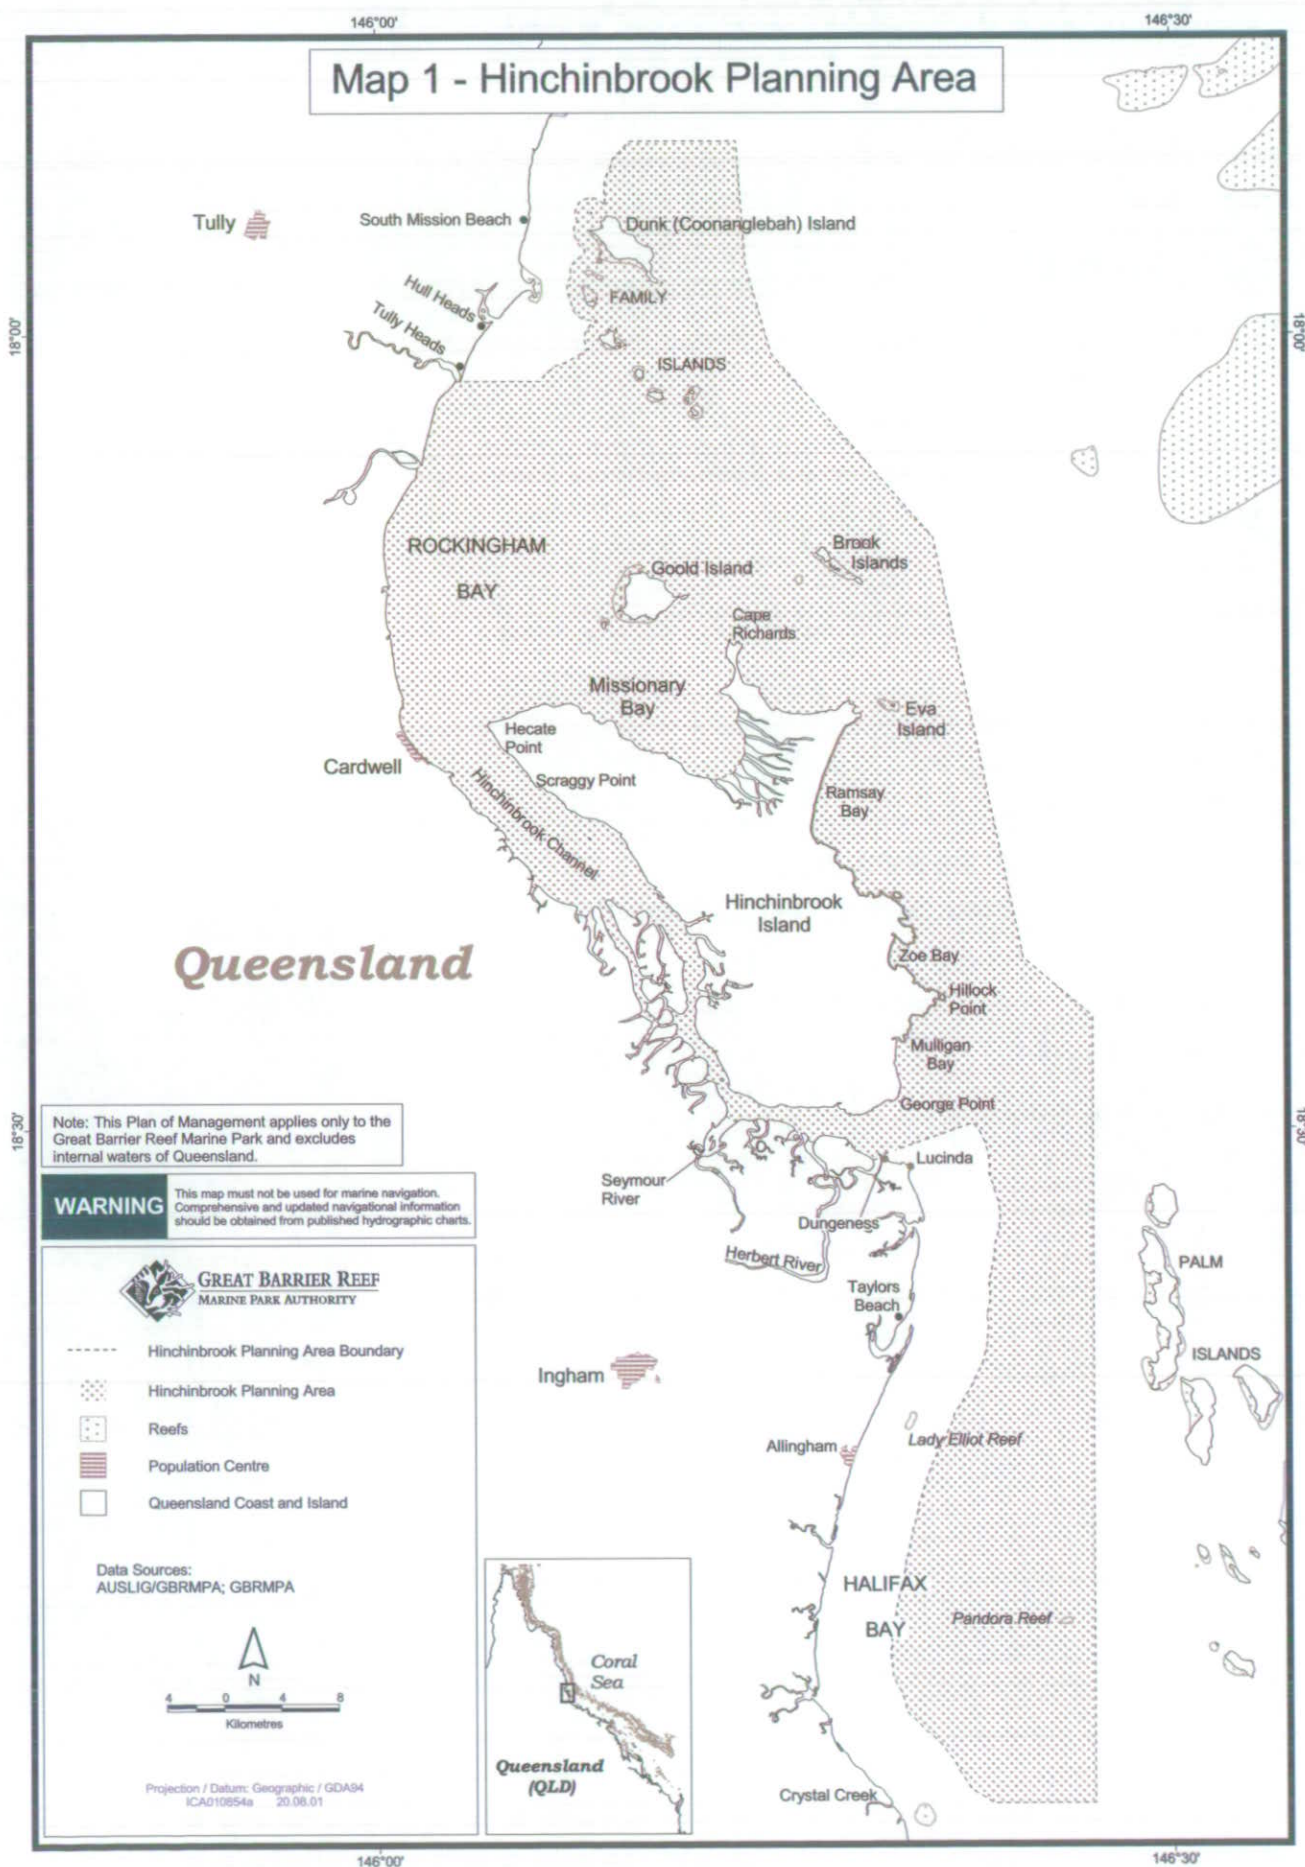 146°00'
146°30'
Map 1 - Hinchinbrook Planning Area
Tully
South Mission Beach
Dunk (Coonanglebah) Island
Hull Heads
FAMILY
Tully Heads
18°00'
18°00'
ISLANDS
ROCKINGHAM
BAY
Brook
Islands
Goold Island
Cape
Richards
Missionary
Bay
Eva
Island
Hecate
Point
Cardwell
Scraggy Point
Hinchinbrook Channel
Ramsay
Bay
Hinchinbrook
Island
Queensland
Zoe Bay
Hillock
Point
Mulligan
Bay
George Point
18°30'
18°30'
Note: This Plan of Management applies only to the
Great Barrier Reef Marine Park and excludes
internal waters of Queensland.
WARNING
This map must not be used for marine navigation.
Comprehensive and updated navigational information
should be obtained from published hydrographic charts.
Lucinda
Seymour
River
Dungeness
Herbert River
Taylors
Beach
PALM
ISLANDS
Ingham
Allingham
Lady Elliot Reef
HALIFAX
BAY
Pandora Reef
Crystal Creek
GREAT BARRIER REEF
MARINE PARK AUTHORITY
Hinchinbrook Planning Area Boundary
Hinchinbrook Planning Area
Reefs
Population Centre
Queensland Coast and Island
Data Sources:
AUSLIG/GBRMPA; GBRMPA
N
4 0 4 8
Kilometres
Projection / Datum: Geographic / GDA94
ICA010854a 20.08.01
Coral
Sea
Queensland
(QLD)
146°00'
146°30'